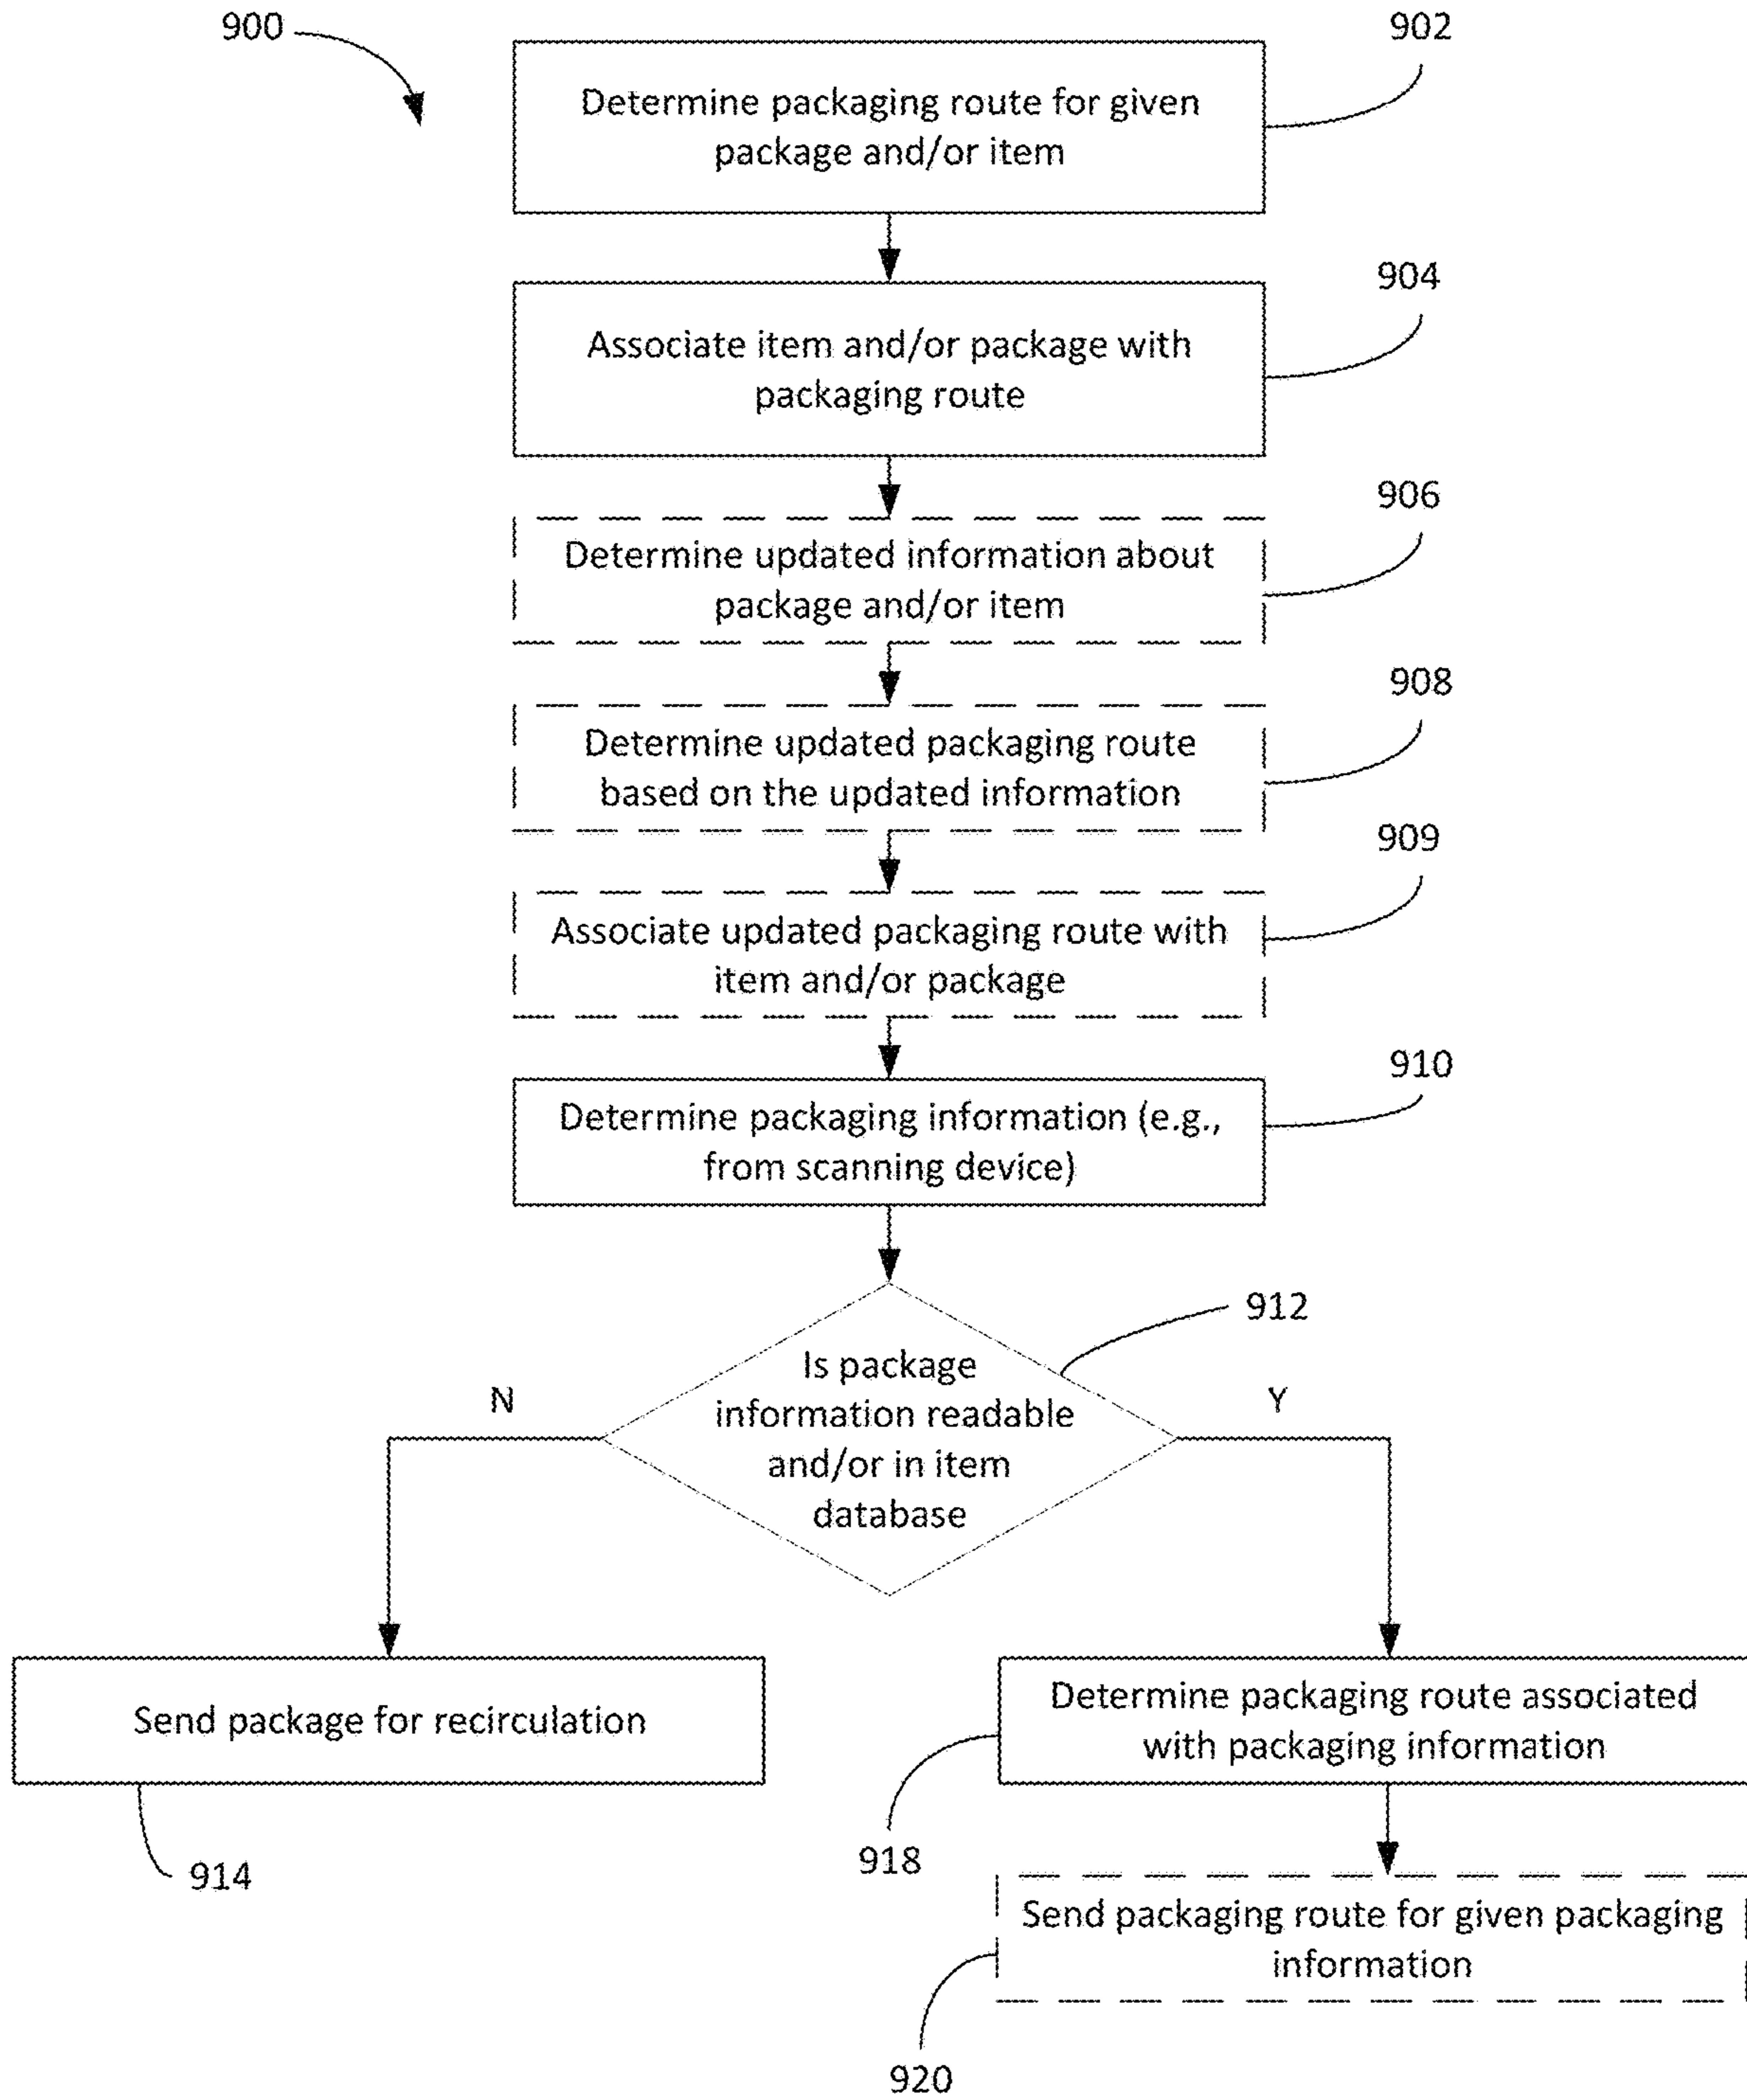 900
902
Determine packaging route for given
package and/or item
904
Associate item and/or package with
packaging route
906
Determine updated information about
package and/or item
908
Determine updated packaging route
based on the updated information
909
Associate updated packaging route with
item and/or package
910
Determine packaging information (e.g.,
from scanning device)
912
Is package
information readable
and/or in item
database
N
Y
Send package for recirculation
914
Determine packaging route associated
with packaging information
918
Send packaging route for given packaging
information
920